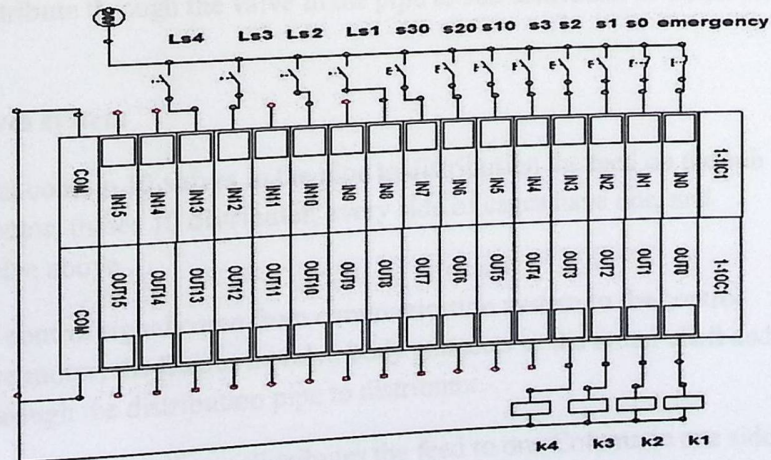 Ls4 Ls3 Ls2 Ls1 s30 s20 s10 s3 s2 s1 s0 emergency
COM IN15 IN14 IN13 IN12 IN11 IN10 IN9 IN8 IN7 IN6 IN5 IN4 IN3 IN2 IN1 IN0 1-1IC1
COM OUT15 OUT14 OUT13 OUT12 OUT11 OUT10 OUT9 OUT8 OUT7 OUT6 OUT5 OUT4 OUT3 OUT2 OUT1 OUT0 1-1IC1
k4 k3 k2 k1